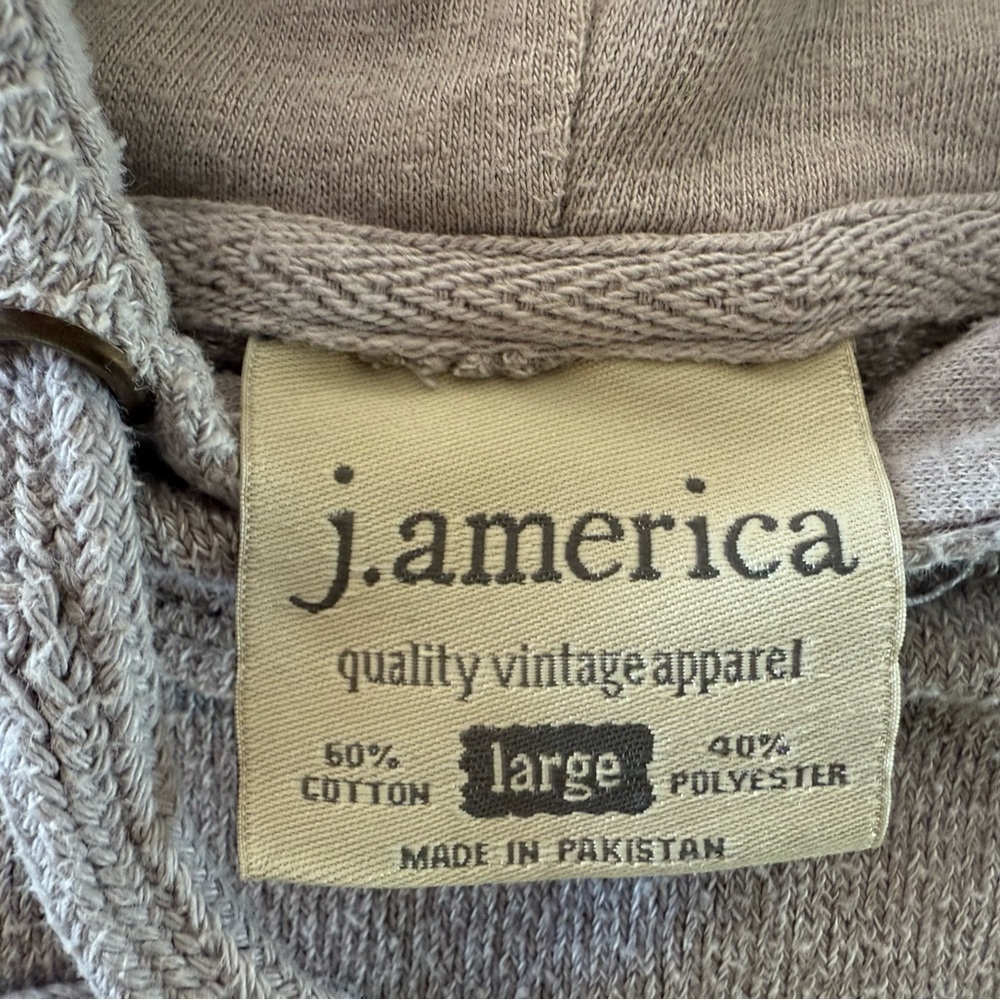 j.america
quality vintage apparel
60% large 40%
COTTON POLYESTER
MADE IN PAKISTAN